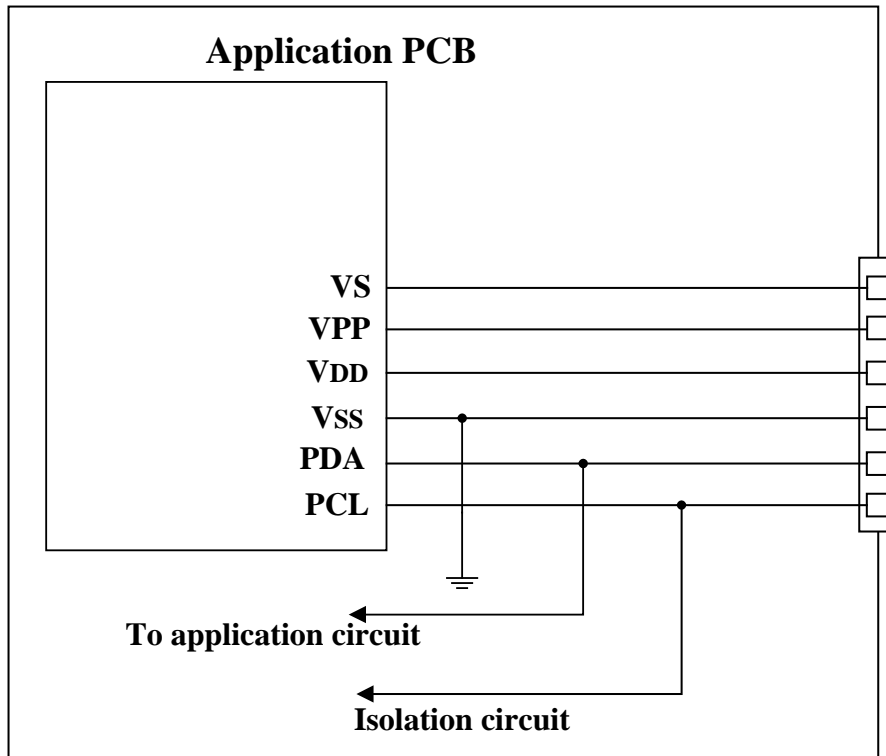 Application PCB
VS
VPP
VDD
VSS
PDA
PCL
To application circuit
Isolation circuit